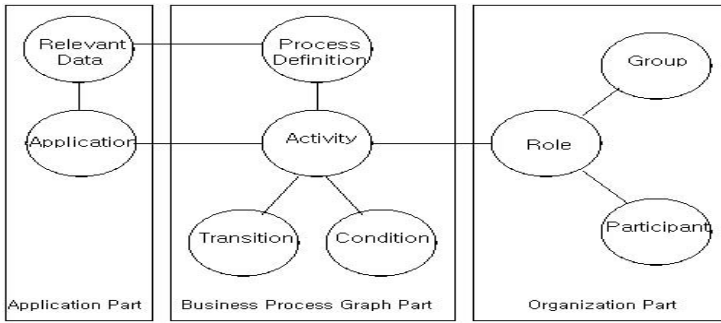 Relevant
Data
Application
Application Part
Process
Definition
Activity
Transition
Condition
Business Process Graph Part
Group
Role
Participant
Organization Part